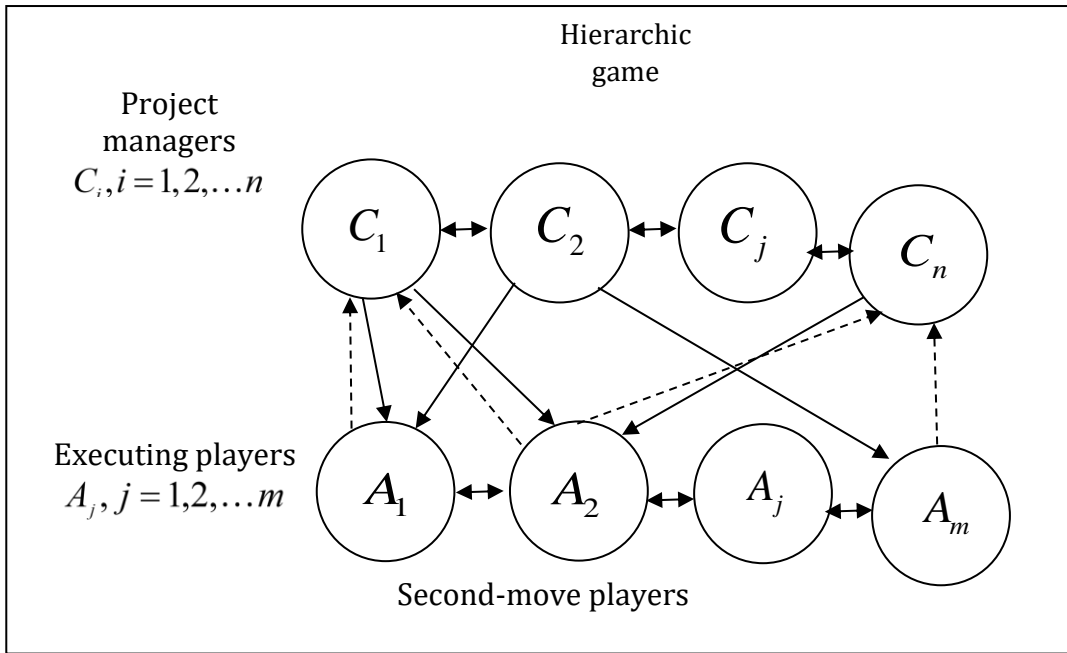 Hierarchic
game
Project
managers
C_i, i = 1,2,…n
C_1
C_2
C_j
C_n
Executing players
A_j, j = 1,2,…m
A_1
A_2
A_j
A_m
Second-move players